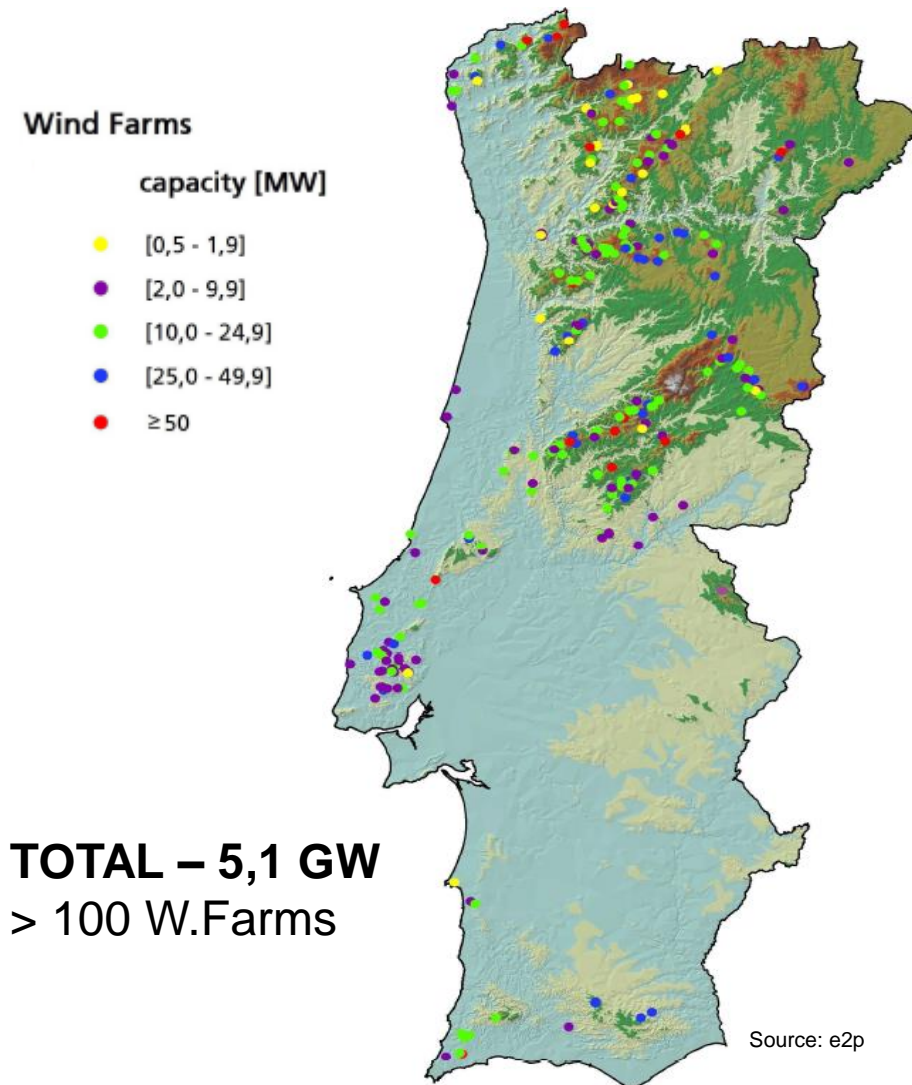 Wind Farms
capacity [MW]
[0,5 - 1,9]
[2,0 - 9,9]
[10,0 - 24,9]
[25,0 - 49,9]
≥ 50
TOTAL – 5,1 GW
> 100 W.Farms
Source: e2p